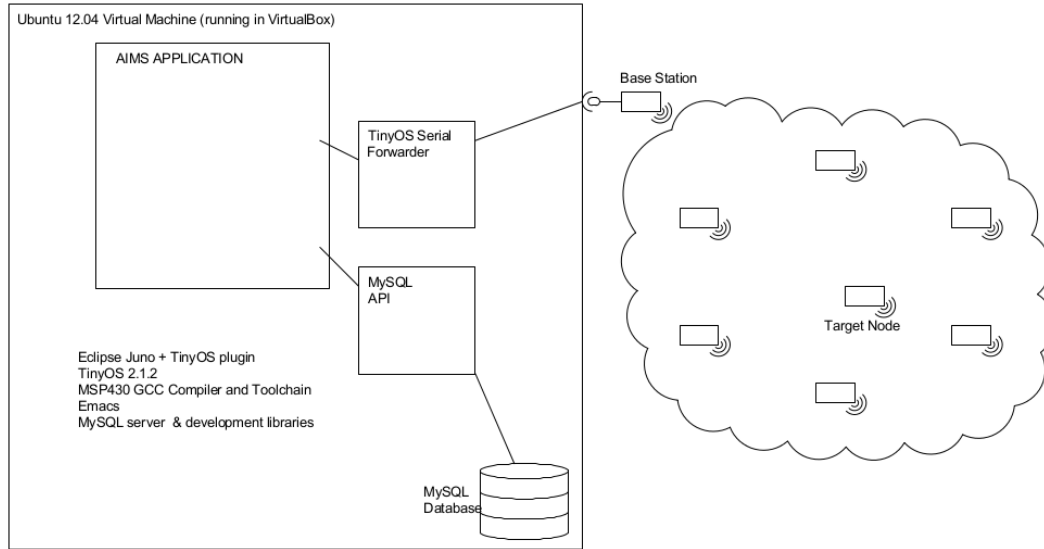 Ubuntu 12.04 Virtual Machine (running in VirtualBox)
AIMS APPLICATION
Base Station
TinyOS Serial
Forwarder
MySQL
API
Target Node
Eclipse Juno + TinyOS plugin
TinyOS 2.1.2
MSP430 GCC Compiler and Toolchain
Emacs
MySQL server & development libraries
MySQL
Database